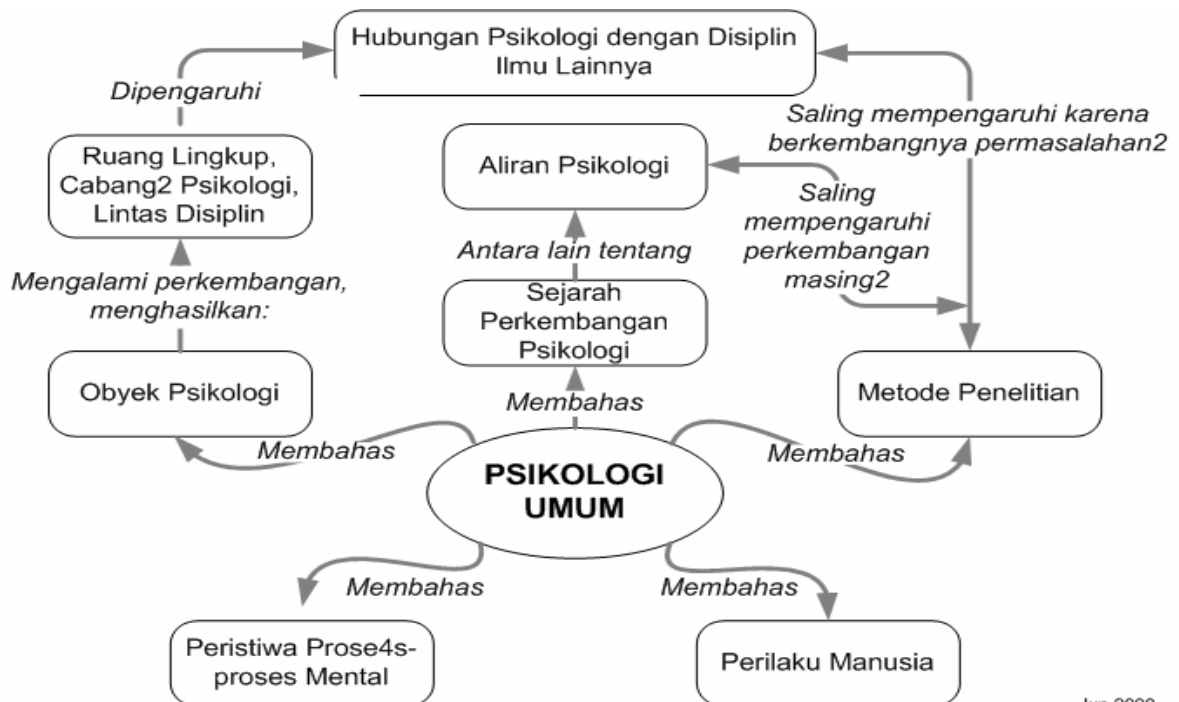 Hubungan Psikologi dengan Disiplin
Ilmu Lainnya
Dipengaruhi
Saling mempengaruhi karena
berkembangnya permasalahan2
Ruang Lingkup,
Cabang2 Psikologi,
Lintas Disiplin
Aliran Psikologi
Saling
mempengaruhi
perkembangan
masing2
Antara lain tentang
Mengalami perkembangan,
menghasilkan:
Sejarah
Perkembangan
Psikologi
Obyek Psikologi
Metode Penelitian
Membahas
Membahas
Membahas
PSIKOLOGI
UMUM
Membahas
Membahas
Peristiwa Prose4s-
proses Mental
Perilaku Manusia